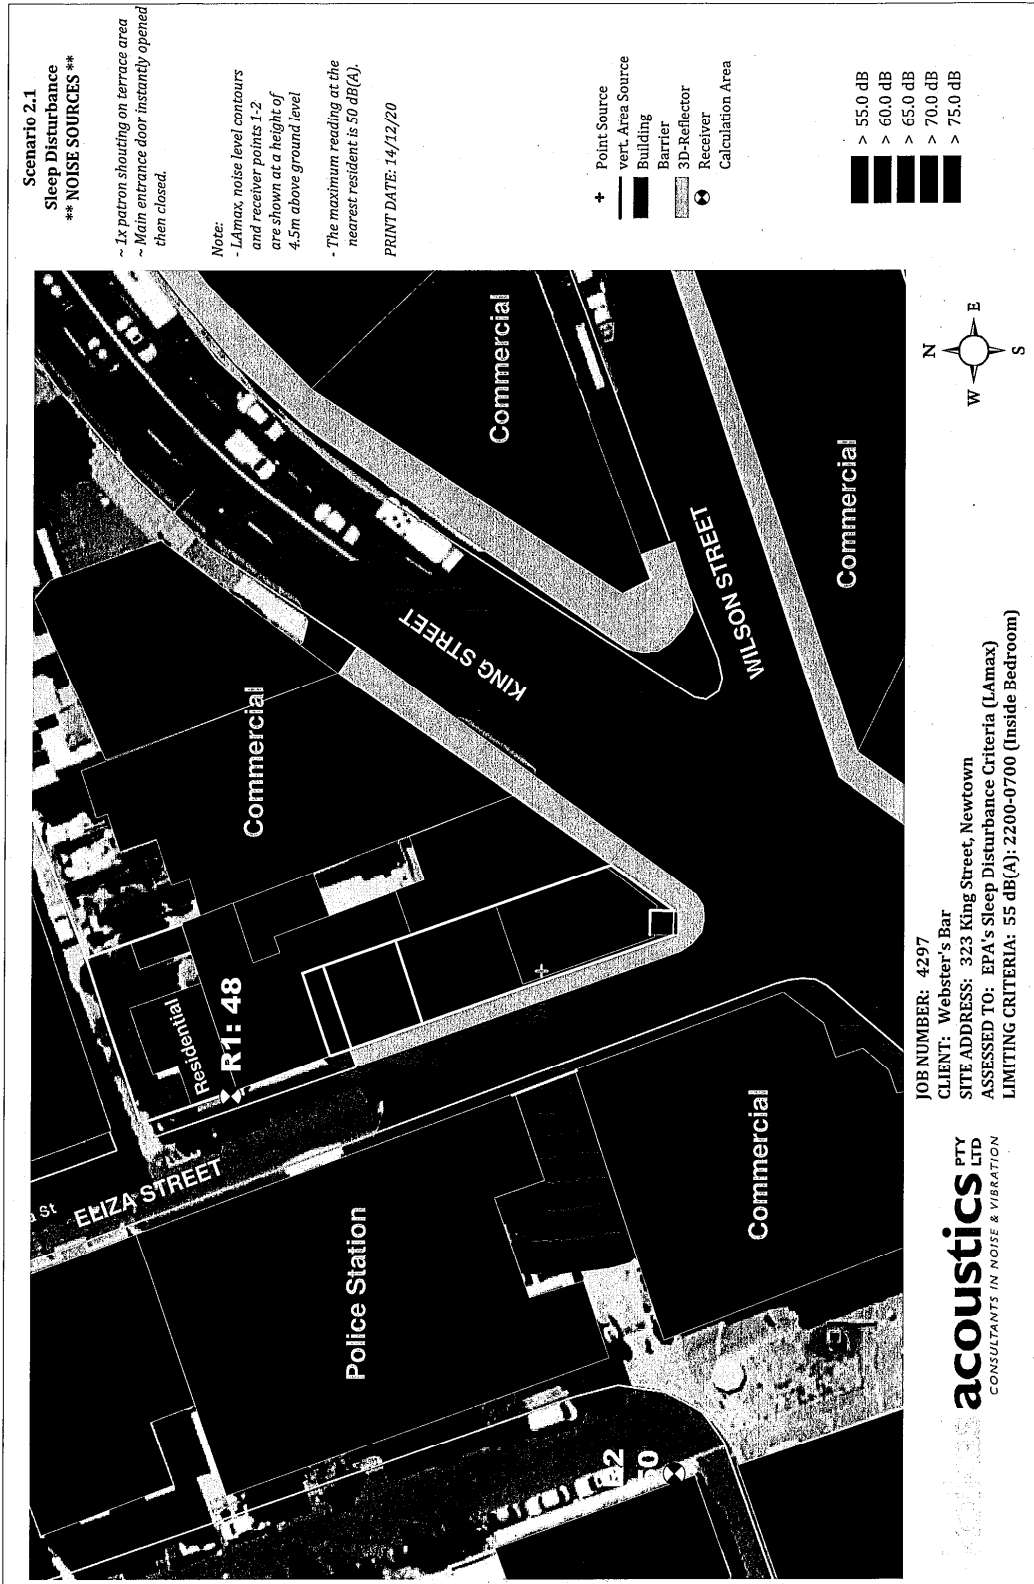 Scenario 2.1
Sleep Disturbance
** NOISE SOURCES **
~ 1x patron shouting on terrace area
~ Main entrance door instantly opened
then closed.
Note:
- LAmax, noise level contours
and receiver points 1-2
are shown at a height of
4.5m above ground level
- The maximum reading at the
nearest resident is 50 dB(A).
PRINT DATE: 14/12/20
Point Source
vert. Area Source
Building
Barrier
3D-Reflector
Receiver
Calculation Area
> 55.0 dB
> 60.0 dB
> 65.0 dB
> 70.0 dB
> 75.0 dB
N
W E
S
Commercial
Commercial
KING STREET
WILSON STREET
Commercial
Residential
R1: 48
a St
ELIZA STREET
Police Station
Commercial
50
JOB NUMBER: 4297
CLIENT: Webster's Bar
SITE ADDRESS: 323 King Street, Newtown
ASSESSED TO: EPA's Sleep Disturbance Criteria (LAmax)
LIMITING CRITERIA: 55 dB(A): 2200-0700 (Inside Bedroom)
acoustics PTY LTD
CONSULTANTS IN NOISE & VIBRATION